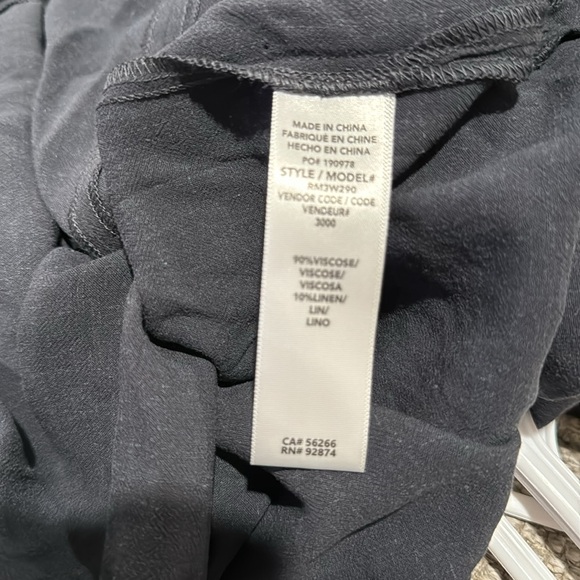 MADE IN CHINA
FABRIQUÉ EN CHINE
HECHO EN CHINA
PO# 190978
STYLE / MODEL#
RM3W290
VENDOR CODE / CODE
VENDEUR#
3000
90%VISCOSE/
VISCOSE/
VISCOSA
10%LINEN/
LIN/
LINO
CA# 56266
RN# 92874